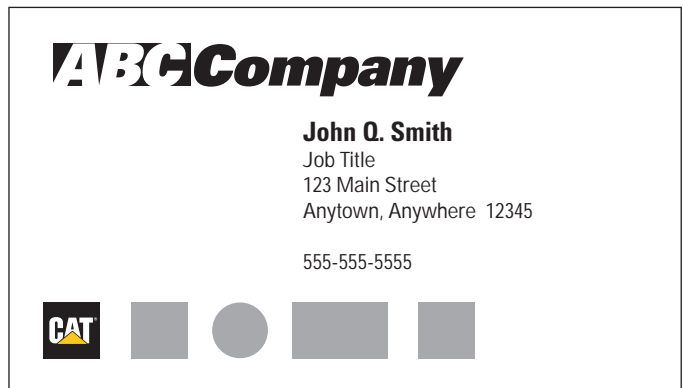 ABCCompany
John Q. Smith
Job Title
123 Main Street
Anytown, Anywhere 12345
555-555-5555
CAT